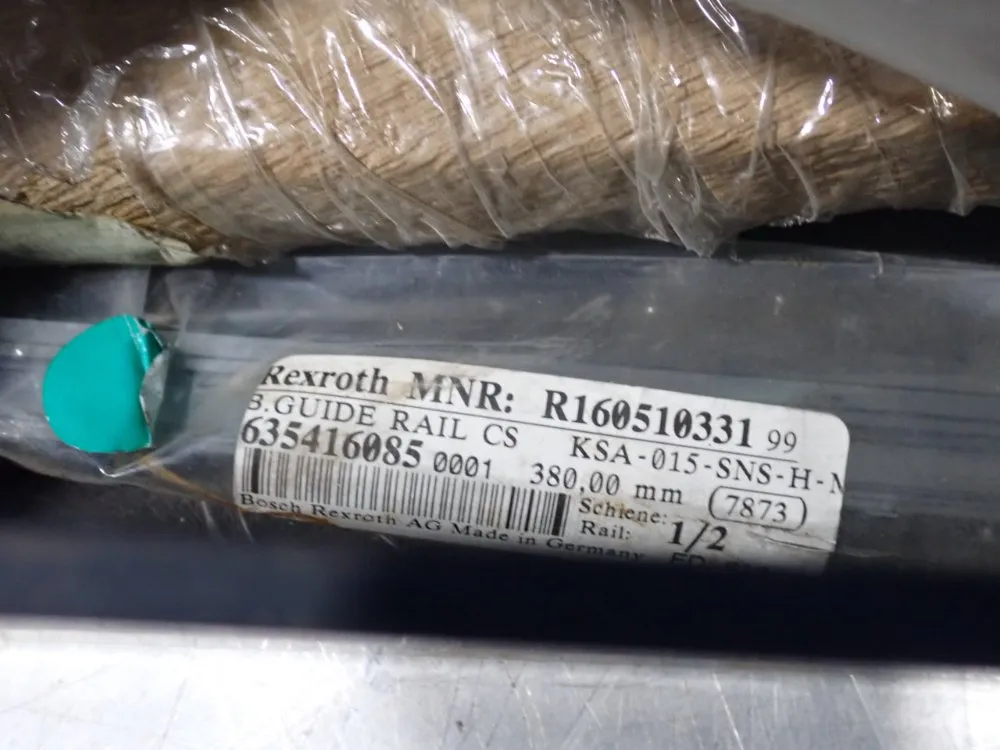 Rexroth MNR: R160510331 99
B.GUIDE RAIL CS KSA-015-SNS-H-
635416085 0001 380,00 mm 7873
Schiene:
Rail: 1/2
Bosch Rexroth AG Made in Germany